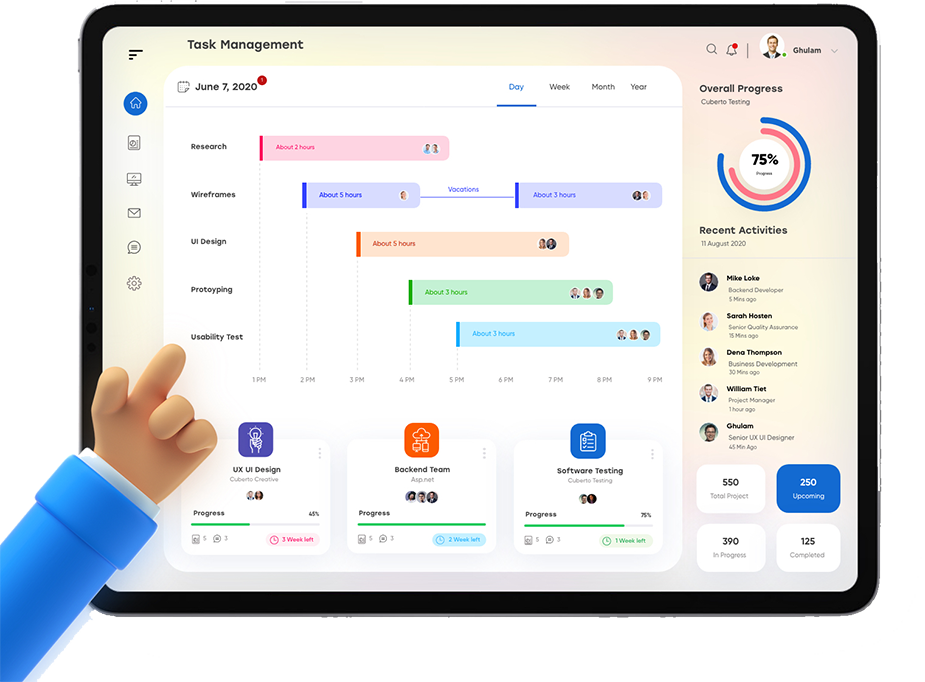 Task Management
Ghulam
June 7, 2020
1
Day Week Month Year
Research
About 2 hours
Wireframes
About 5 hours
Vacations
About 3 hours
UI Design
About 5 hours
Protoyping
About 3 hours
Usability Test
About 3 hours
1 PM 2 PM 3 PM 4 PM 5 PM 6 PM 7 PM 8 PM 9 PM
UX UI Design
Cuberto Creative
Progress 45%
5 3 3 Week left
Backend Team
Asp.net
Progress
5 3 2 Week left
Software Testing
Cuberto Testing
Progress 75%
5 3 1 Week left
Overall Progress
Cuberto Testing
75%
Progress
Recent Activities
11 August 2020
Mike Loke
Backend Developer
5 Mins ago
Sarah Hosten
Senior Quality Assurance
15 Mins ago
Dena Thompson
Business Development
30 Mins ago
William Tiet
Project Manager
1 hour ago
Ghulam
Senior UX UI Designer
45 Min Ago
550
Total Project
250
Upcoming
390
In Progress
125
Completed